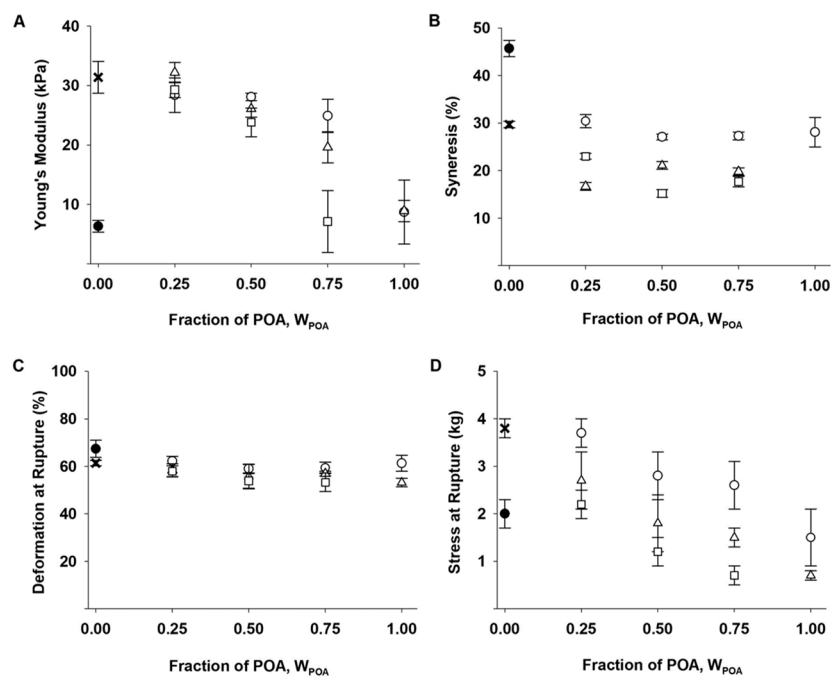 A
Young's Modulus (kPa)
40
30
20
10
0.00 0.25 0.50 0.75 1.00
Fraction of POA, WPOA
B
Syneresis (%)
50
40
30
20
10
0.00 0.25 0.50 0.75 1.00
Fraction of POA, WPOA
C
Deformation at Rupture (%)
100
80
60
40
20
0.00 0.25 0.50 0.75 1.00
Fraction of POA, WPOA
D
Stress at Rupture (kg)
5
4
3
2
1
0.00 0.25 0.50 0.75 1.00
Fraction of POA, WPOA